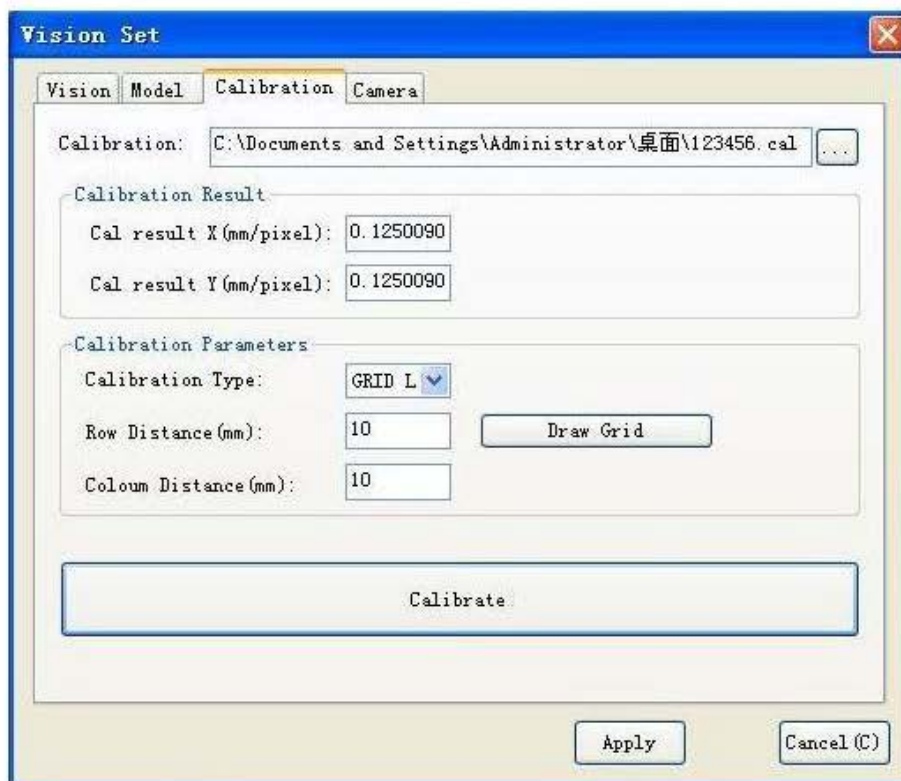 Vision Set
Vision Model Calibration Camera
Calibration: C:\Documents and Settings\Administrator\桌面\123456.cal ...
Calibration Result
Cal result X(mm/pixel): 0.1250090
Cal result Y(mm/pixel): 0.1250090
Calibration Parameters
Calibration Type: GRID L
Row Distance(mm): 10 Draw Grid
Coloum Distance(mm): 10
Calibrate
Apply Cancel(C)